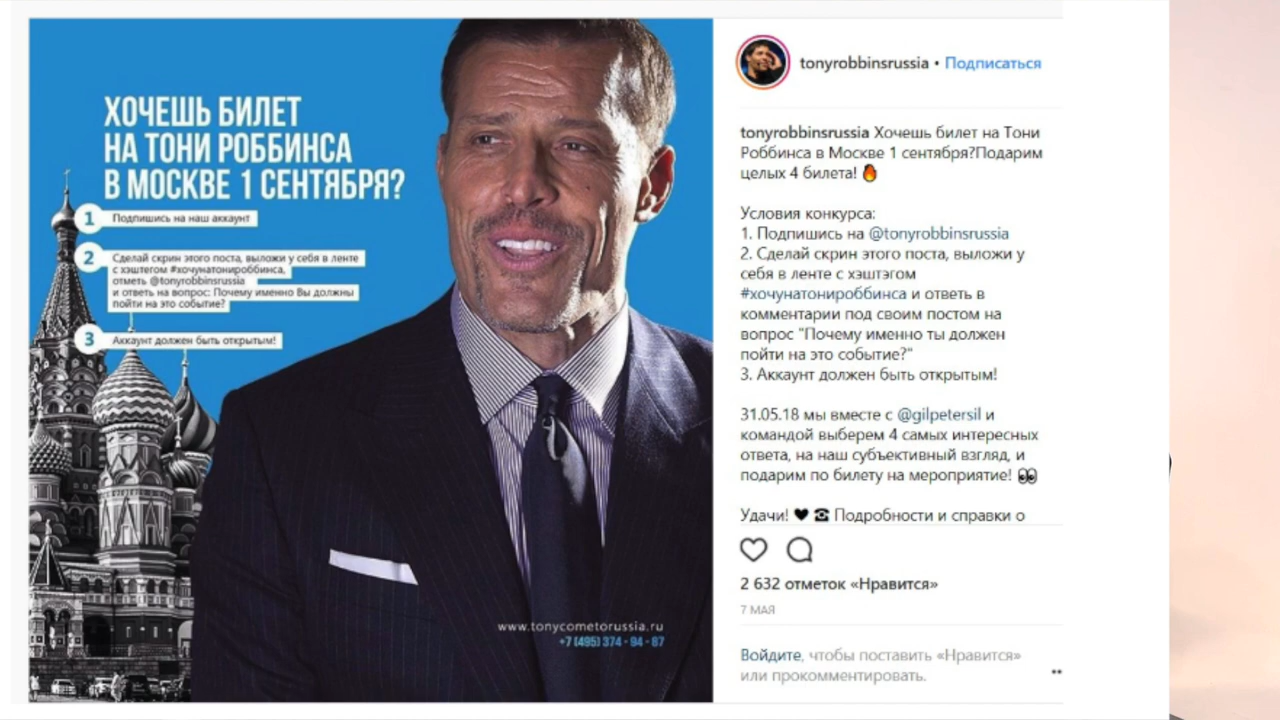 ХОЧЕШЬ БИЛЕТ
НА ТОНИ РОББИНСА
В МОСКВЕ 1 СЕНТЯБРЯ?
1 Подпишись на наш аккаунт
2 Сделай скрин этого поста, выложи у себя в ленте
с хэштегом #хочунатонироббинса,
отметь @tonyrobbinsrussia
и ответь на вопрос: Почему именно Вы должны
пойти на это событие?
3 Аккаунт должен быть открытым!
www.tonycometorussia.ru
+7 (495) 374 - 94 - 87
tonyrobbinsrussia • Подписаться
tonyrobbinsrussia Хочешь билет на Тони
Роббинса в Москве 1 сентября?Подарим
целых 4 билета! 🔥
Условия конкурса:
1. Подпишись на @tonyrobbinsrussia
2. Сделай скрин этого поста, выложи у
себя в ленте с хэштэгом
#хочунатонироббинса и ответь в
комментарии под своим постом на
вопрос "Почему именно ты должен
пойти на это событие?"
3. Аккаунт должен быть открытым!
31.05.18 мы вместе с @gilpetersil и
командой выберем 4 самых интересных
ответа, на наш субъективный взгляд, и
подарим по билету на мероприятие! 👀
Удачи! ♥ ☎ Подробности и справки о
2 632 отметок «Нравится»
7 МАЯ
Войдите, чтобы поставить «Нравится»
или прокомментировать.